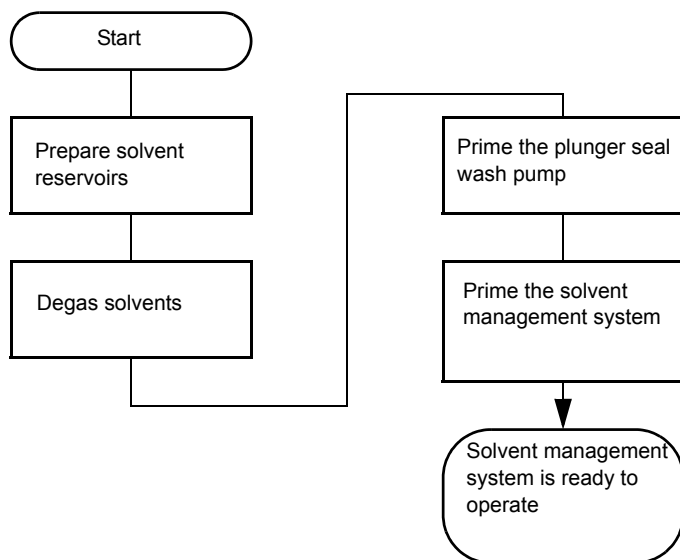 Start
Prepare solvent
reservoirs
Degas solvents
Prime the plunger seal
wash pump
Prime the solvent
management system
Solvent management
system is ready to
operate